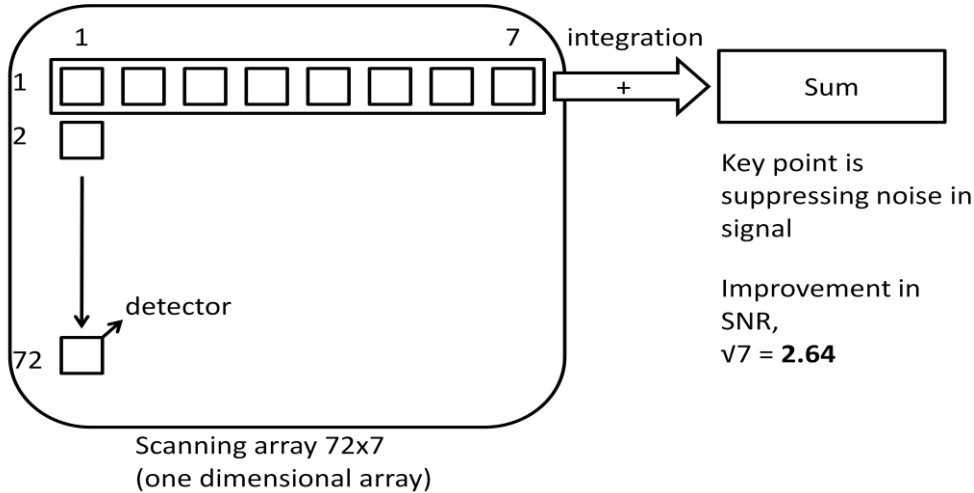 1 7 integration
1 + Sum
2
Key point is
suppressing noise in
signal
detector
Improvement in
SNR,
72 √7 = 2.64
Scanning array 72x7
(one dimensional array)